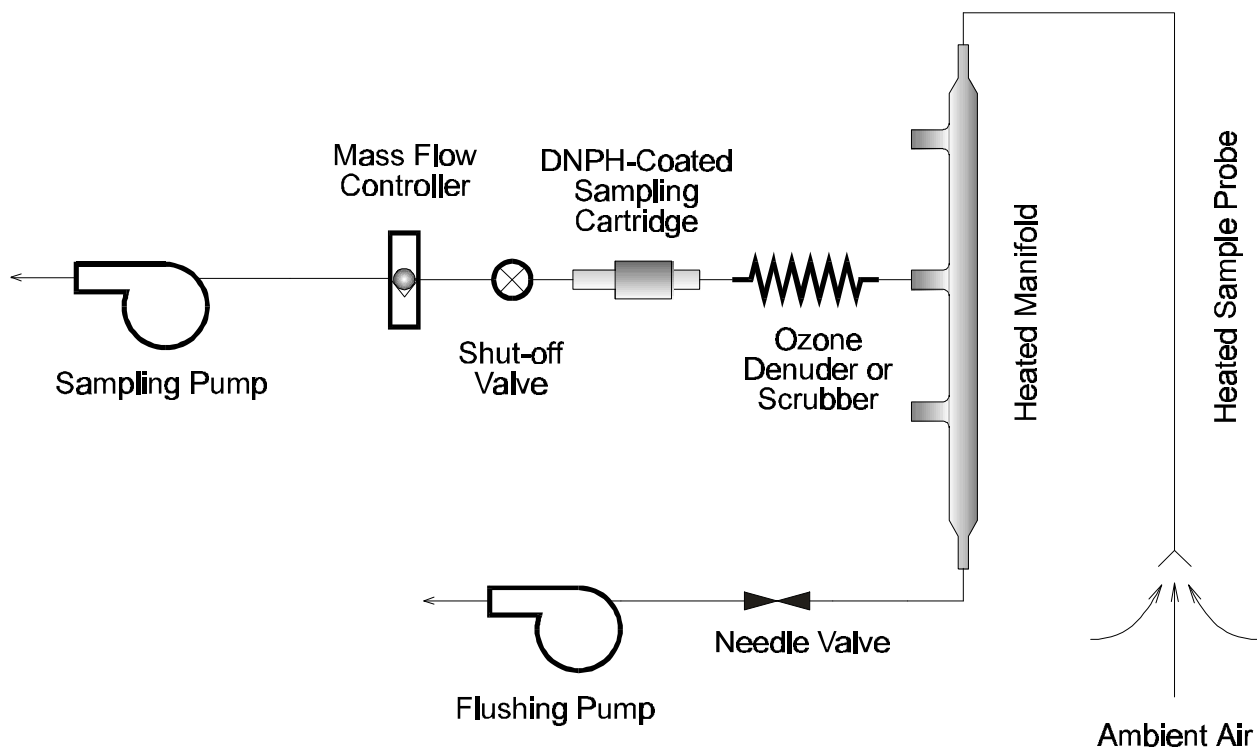 Mass Flow
Controller
DNPH-Coated
Sampling
Cartridge
Sampling Pump
Shut-off
Valve
Ozone
Denuder or
Scrubber
Heated Manifold
Heated Sample Probe
Needle Valve
Flushing Pump
Ambient Air